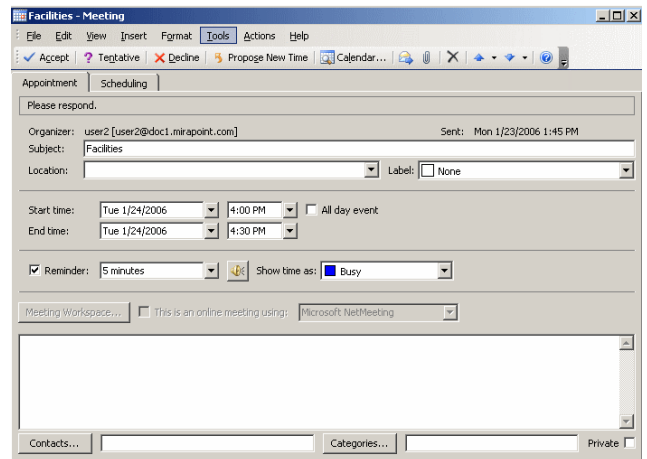 Facilities - Meeting
File Edit View Insert Format Tools Actions Help
Accept ? Tentative Decline Propose New Time Calendar...
Appointment Scheduling
Please respond.
Organizer: user2 [user2@doc1.mirapoint.com] Sent: Mon 1/23/2006 1:45 PM
Subject: Facilities
Location: Label: None
Start time: Tue 1/24/2006 4:00 PM All day event
End time: Tue 1/24/2006 4:30 PM
Reminder: 5 minutes Show time as: Busy
Meeting Workspace... This is an online meeting using: Microsoft NetMeeting
Contacts... Categories... Private